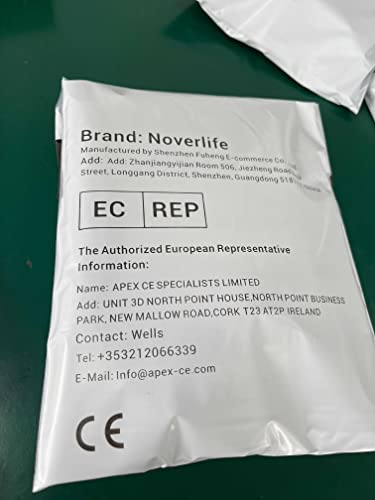 Brand: Noverlife
Manufactured by Shenzhen Fuheng E-commerce Co.,
Add: Add: Zhanjiangyijian Room 506, Jiezheng
Street, Longgang District, Shenzhen, Guangdong
EC REP
The Authorized European Representative
Information:
Name: APEX CE SPECIALISTS LIMITED
Add: UNIT 3D NORTH POINT HOUSE,NORTH POINT BUSINESS
PARK, NEW MALLOW ROAD,CORK T23 AT2P IRELAND
Contact: Wells
Tel:+353212066339
E-Mail: Info@apex-ce.com
CE